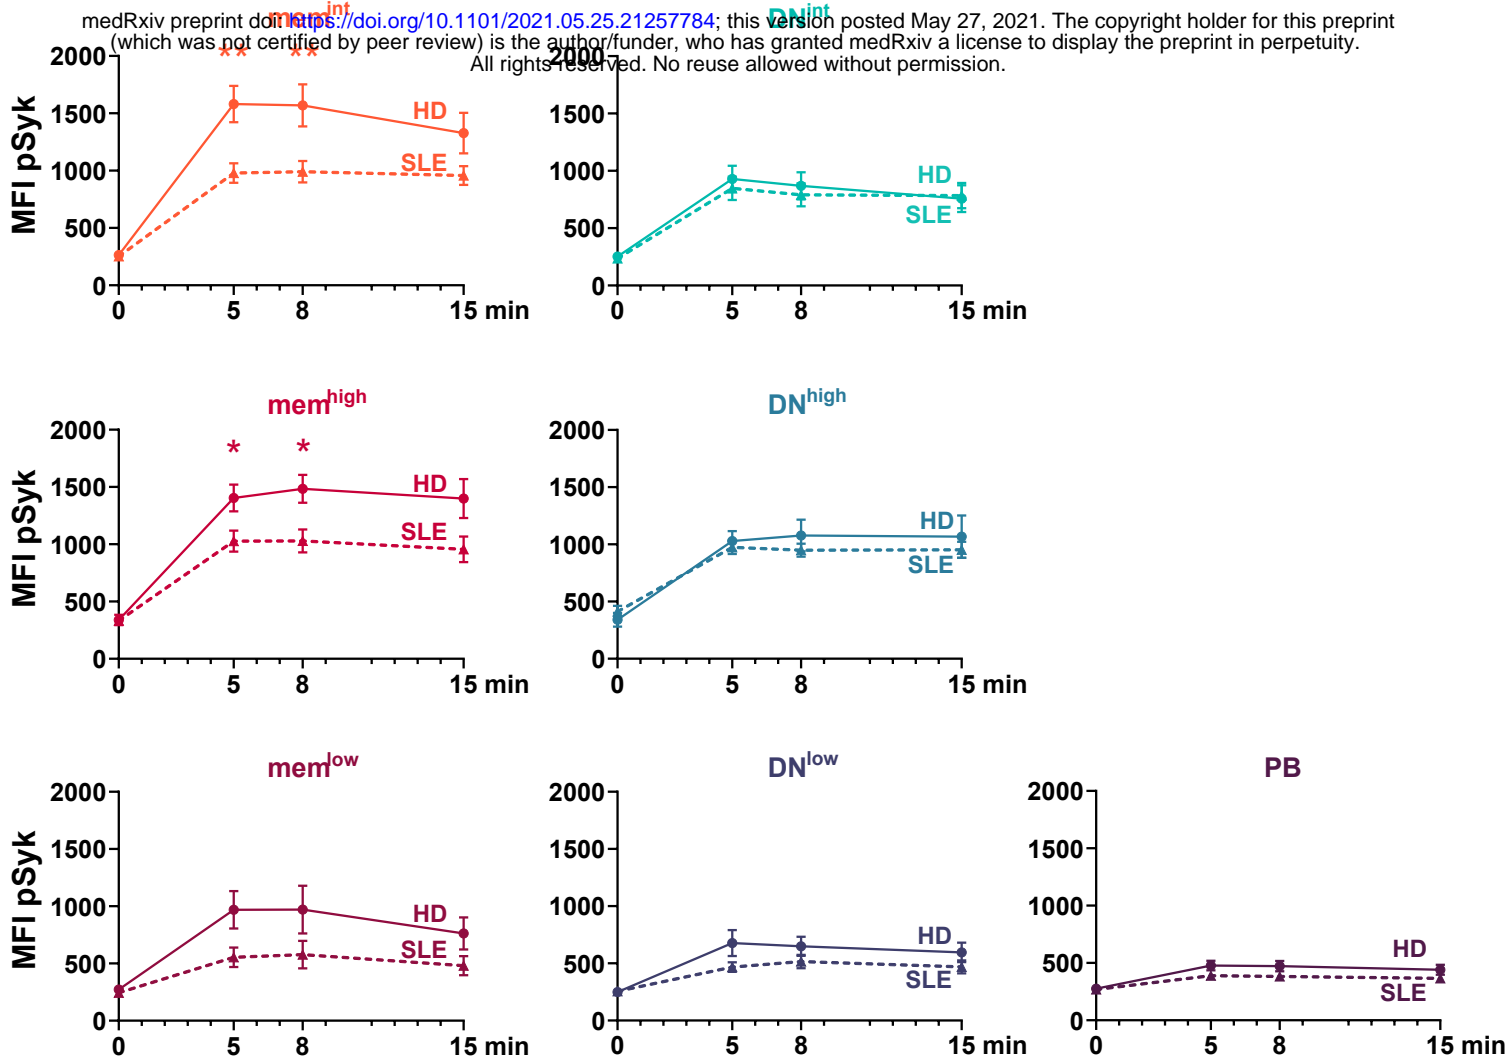 medRxiv preprint doi: https://doi.org/10.1101/2021.05.25.21257784; this version posted May 27, 2021. The copyright holder for this preprint
(which was not certified by peer review) is the author/funder, who has granted medRxiv a license to display the preprint in perpetuity.
All rights reserved. No reuse allowed without permission.
mem^int
DN^int
** **
MFI pSyk
2000
1500
1000
500
0
HD
SLE
0 5 8 15 min
2000
1500
1000
500
0
HD
SLE
0 5 8 15 min
mem^high
DN^high
* *
MFI pSyk
2000
1500
1000
500
0
HD
SLE
0 5 8 15 min
2000
1500
1000
500
0
HD
SLE
0 5 8 15 min
mem^low
DN^low
PB
MFI pSyk
2000
1500
1000
500
0
HD
SLE
0 5 8 15 min
2000
1500
1000
500
0
HD
SLE
0 5 8 15 min
2000
1500
1000
500
0
HD
SLE
0 5 8 15 min